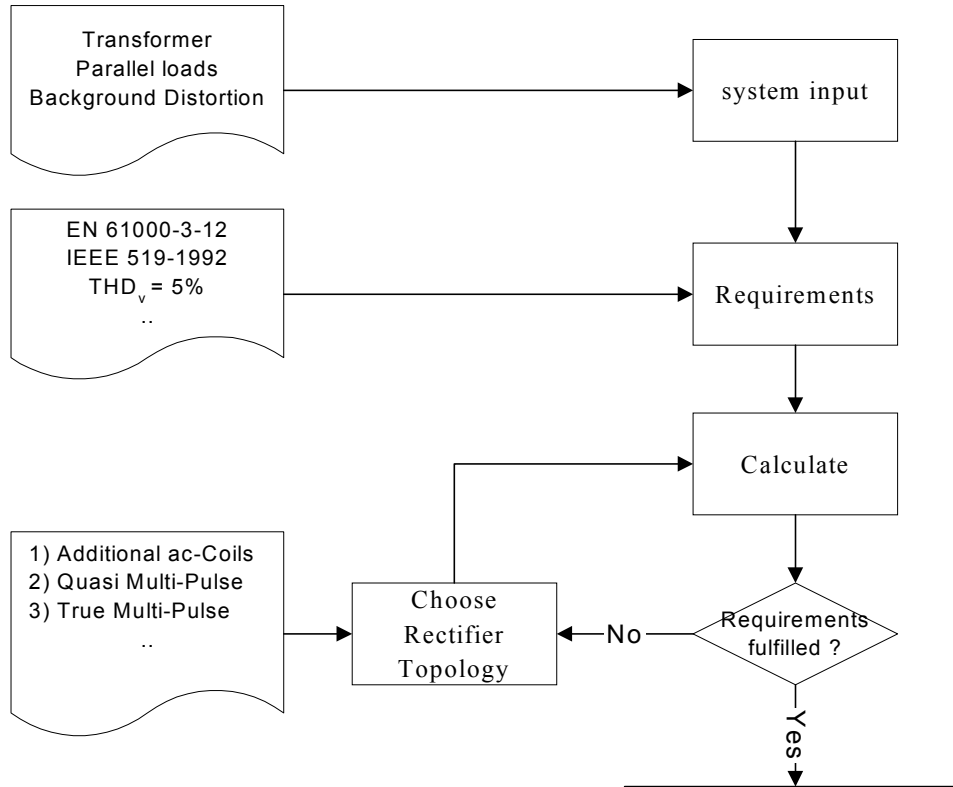 Transformer
Parallel loads
Background Distortion
system input
EN 61000-3-12
IEEE 519-1992
THDv = 5%
..
Requirements
Calculate
1) Additional ac-Coils
2) Quasi Multi-Pulse
3) True Multi-Pulse
..
Choose
Rectifier
Topology
No
Requirements
fulfilled ?
Yes